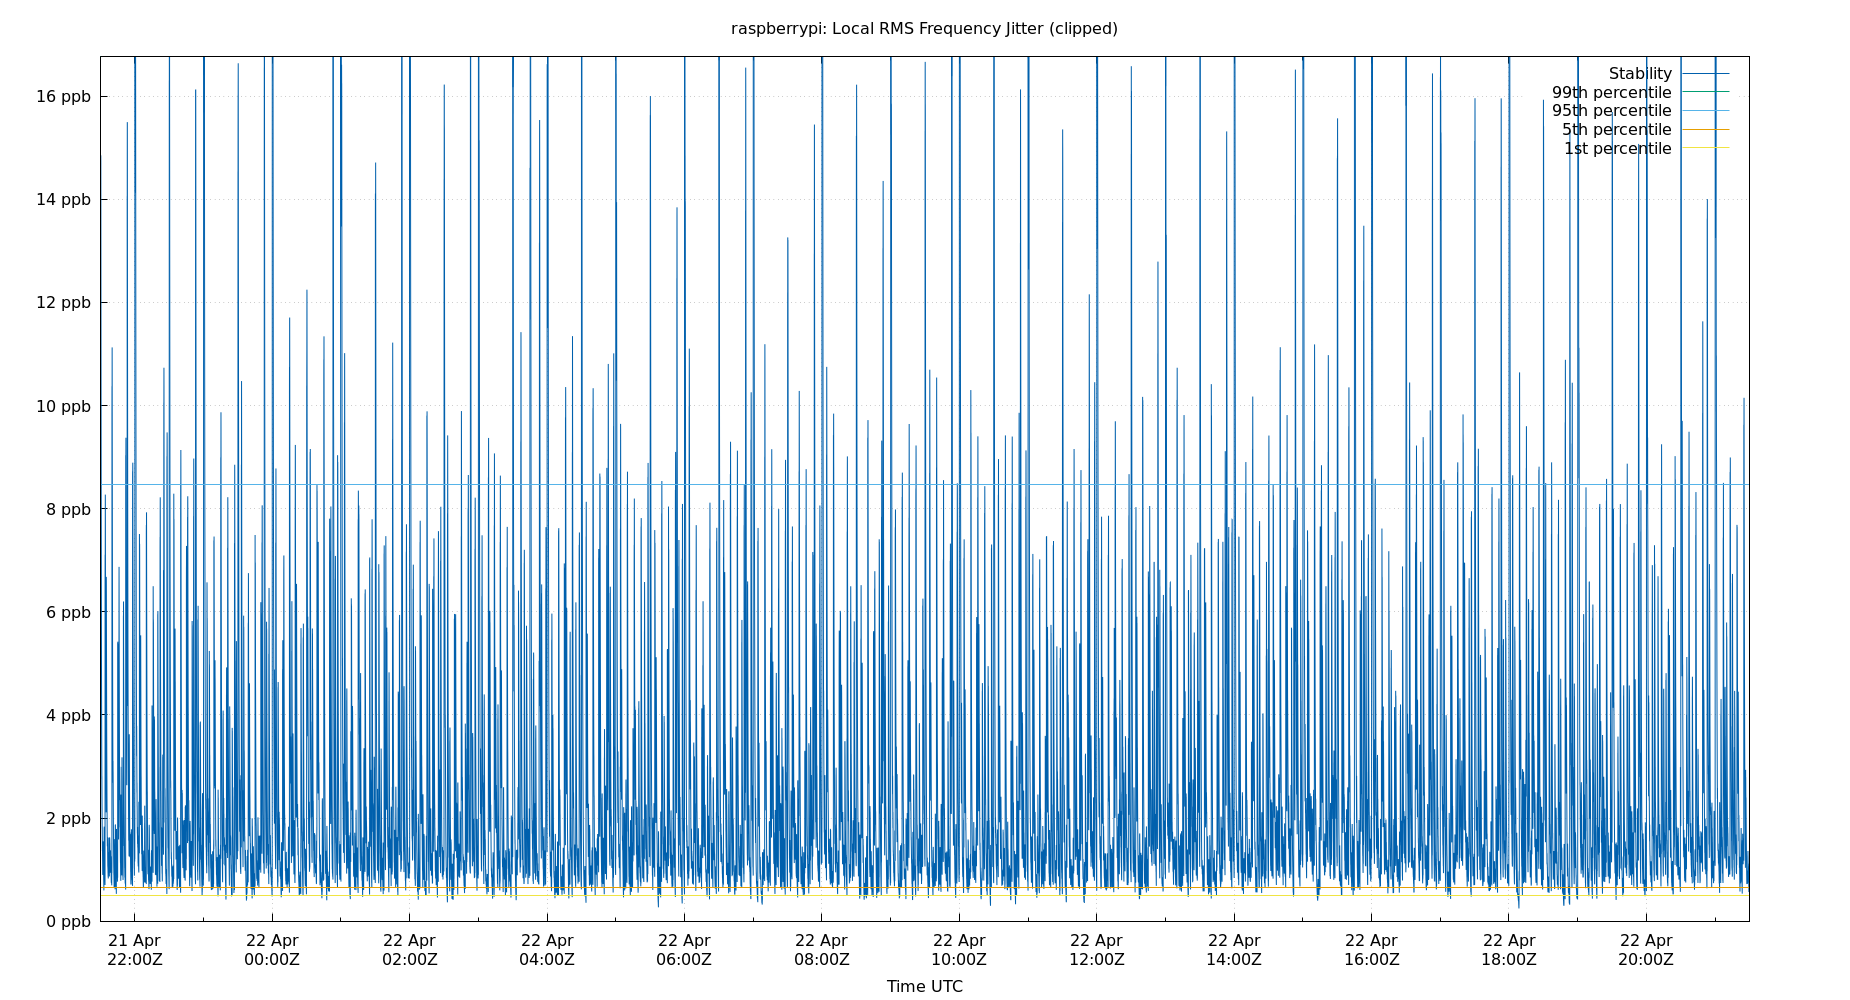 raspberrypi: Local RMS Frequency Jitter (clipped)
Stability
99th percentile
95th percentile
5th percentile
1st percentile
16 ppb
14 ppb
12 ppb
10 ppb
8 ppb
6 ppb
4 ppb
2 ppb
0 ppb
21 Apr 22 Apr 22 Apr 22 Apr 22 Apr 22 Apr 22 Apr 22 Apr 22 Apr 22 Apr 22 Apr 22 Apr
22:00Z 00:00Z 02:00Z 04:00Z 06:00Z 08:00Z 10:00Z 12:00Z 14:00Z 16:00Z 18:00Z 20:00Z
Time UTC